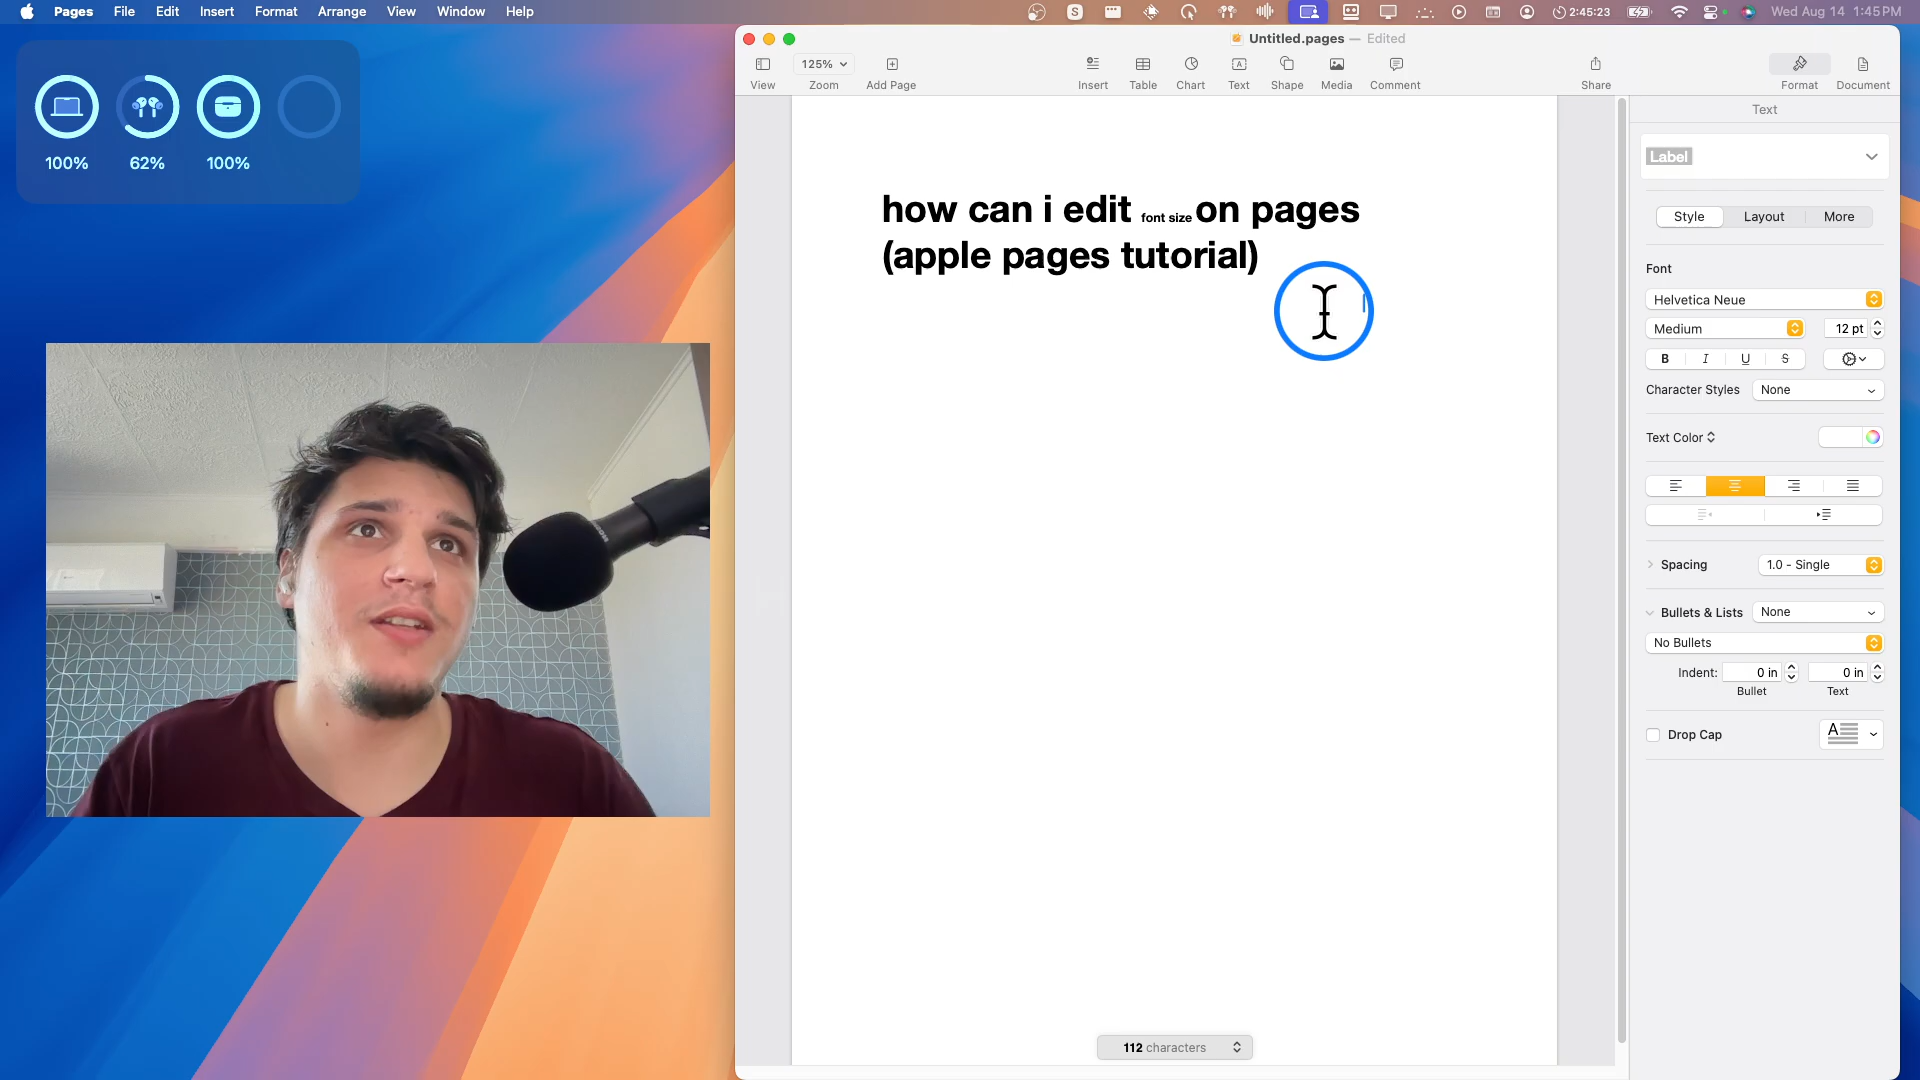 Pages File Edit Insert Format Arrange View Window Help
2:45:23 Wed Aug 14 1:45 PM
100% 62% 100%
Untitled.pages — Edited
125%
View Zoom Add Page Insert Table Chart Text Shape Media Comment Share Format Document
how can i edit font size on pages
(apple pages tutorial)
112 characters
Text
Label
Style Layout More
Font
Helvetica Neue
Medium 12 pt
B I U S
Character Styles None
Text Color
Spacing 1.0 - Single
Bullets & Lists None
No Bullets
Indent: 0 in 0 in
Bullet Text
Drop Cap
A